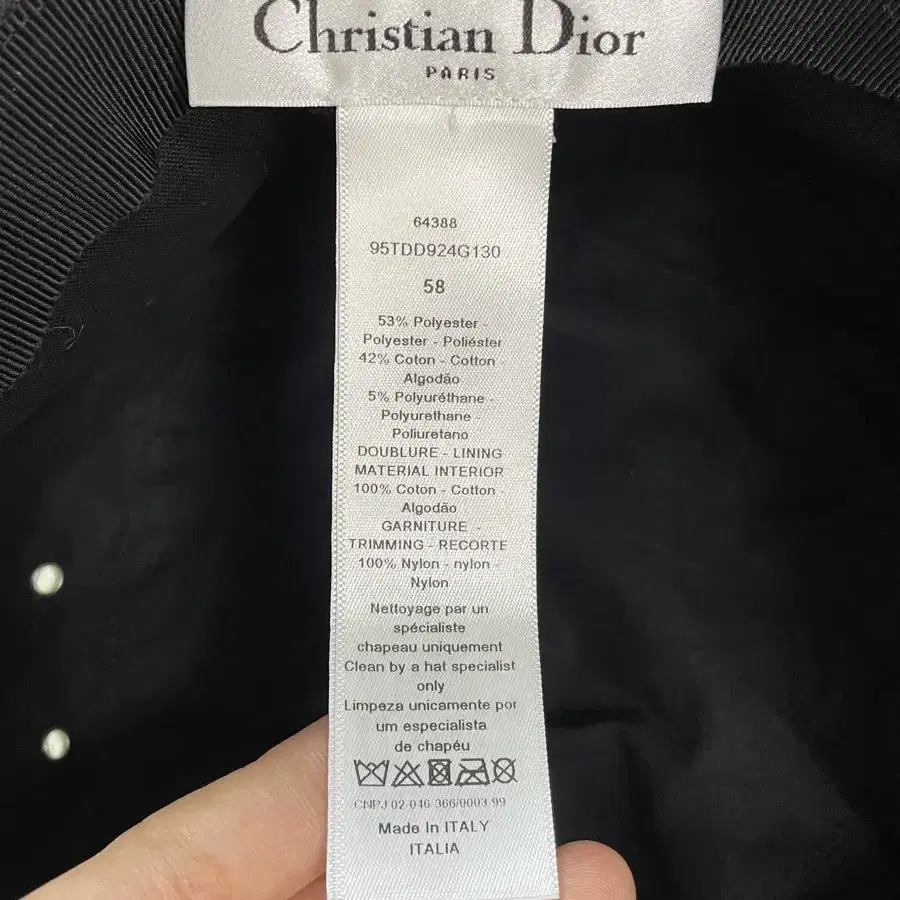 Christian Dior
PARIS
64388
95TDD924G130
58
53% Polyester -
Polyester - Poliéster
42% Coton - Cotton
Algodão
5% Polyuréthane -
Polyurethane -
Poliuretano
DOUBLURE - LINING
MATERIAL INTERIOR
100% Coton - Cotton -
Algodão
GARNITURE -
TRIMMING - RECORTE
100% Nylon - nylon -
Nylon
Nettoyage par un
spécialiste
chapeau uniquement
Clean by a hat specialist
only
Limpeza unicamente por
um especialista
de chapéu
CNPJ 02 046 366/0003 99
Made In ITALY
ITALIA